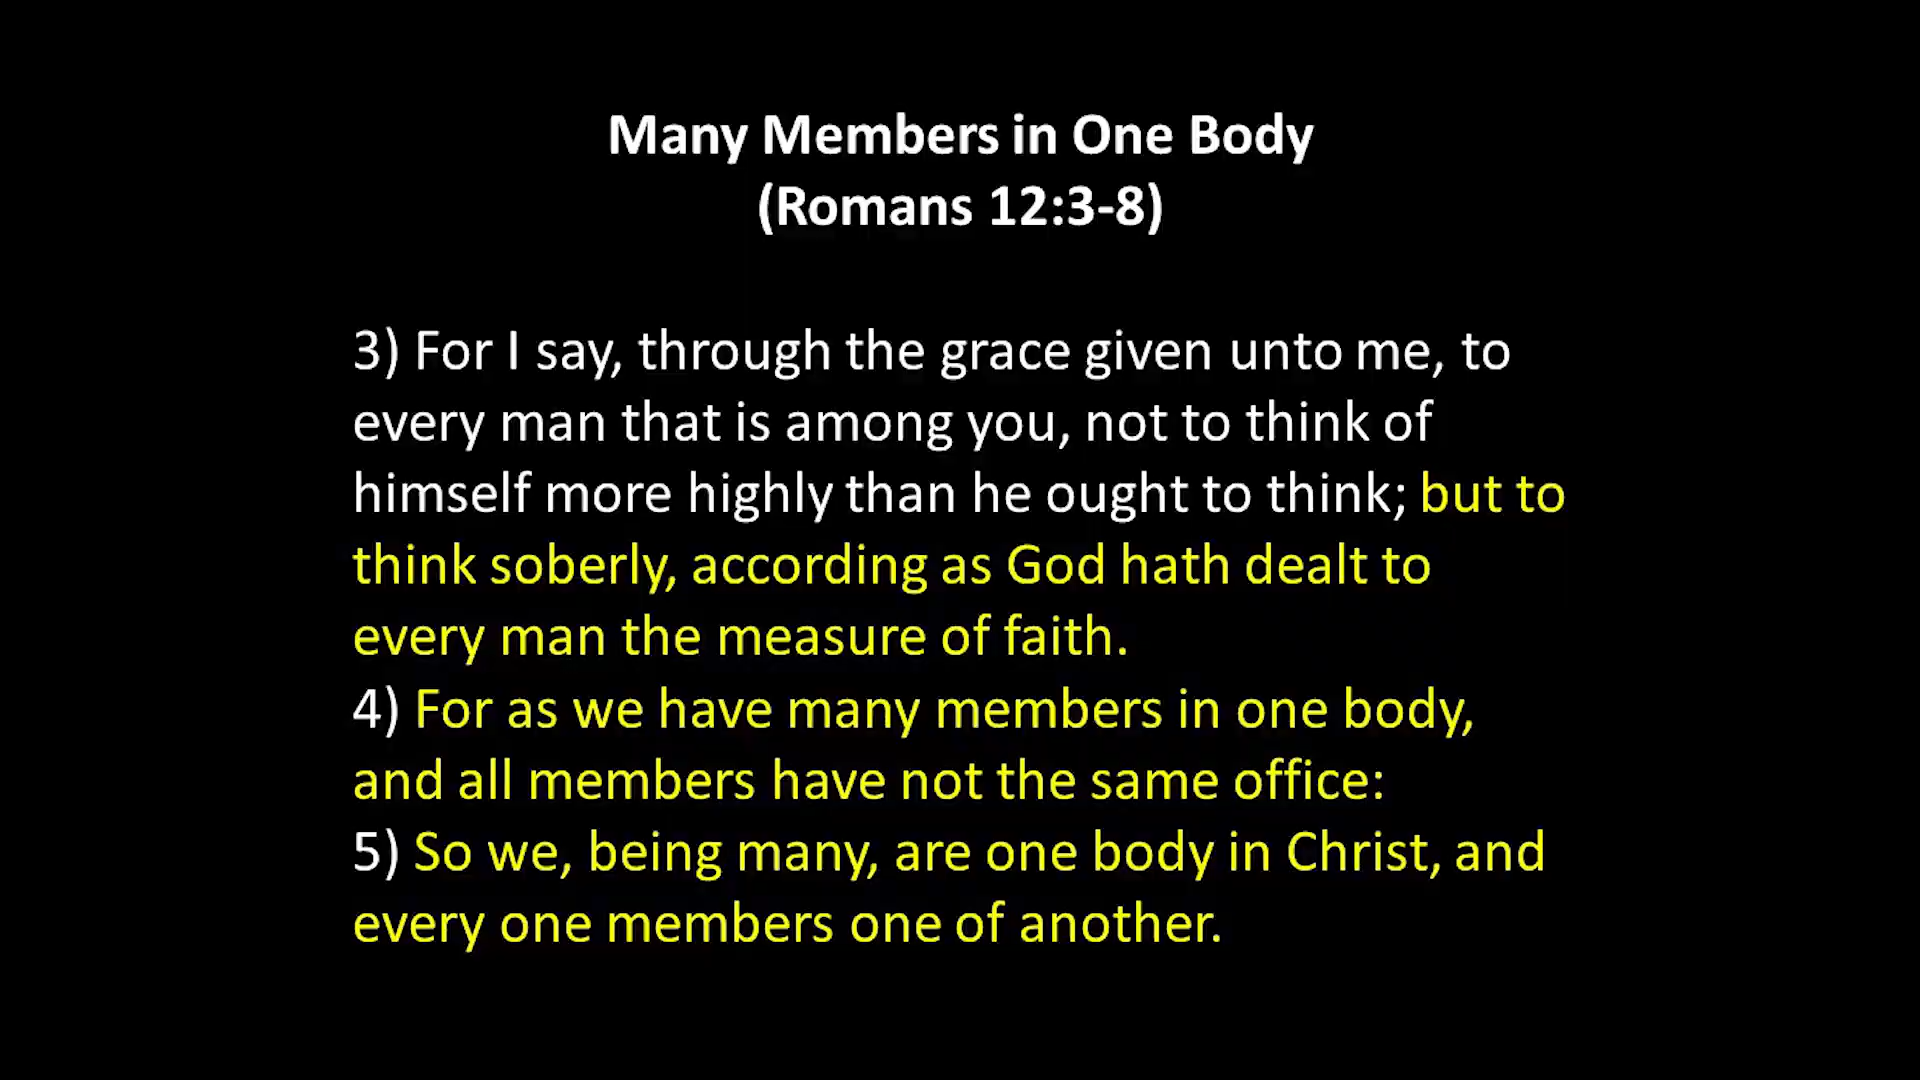 Many Members in One Body
(Romans 12:3-8)
3) For I say, through the grace given unto me, to
every man that is among you, not to think of
himself more highly than he ought to think; but to
think soberly, according as God hath dealt to
every man the measure of faith.
4) For as we have many members in one body,
and all members have not the same office:
5) So we, being many, are one body in Christ, and
every one members one of another.